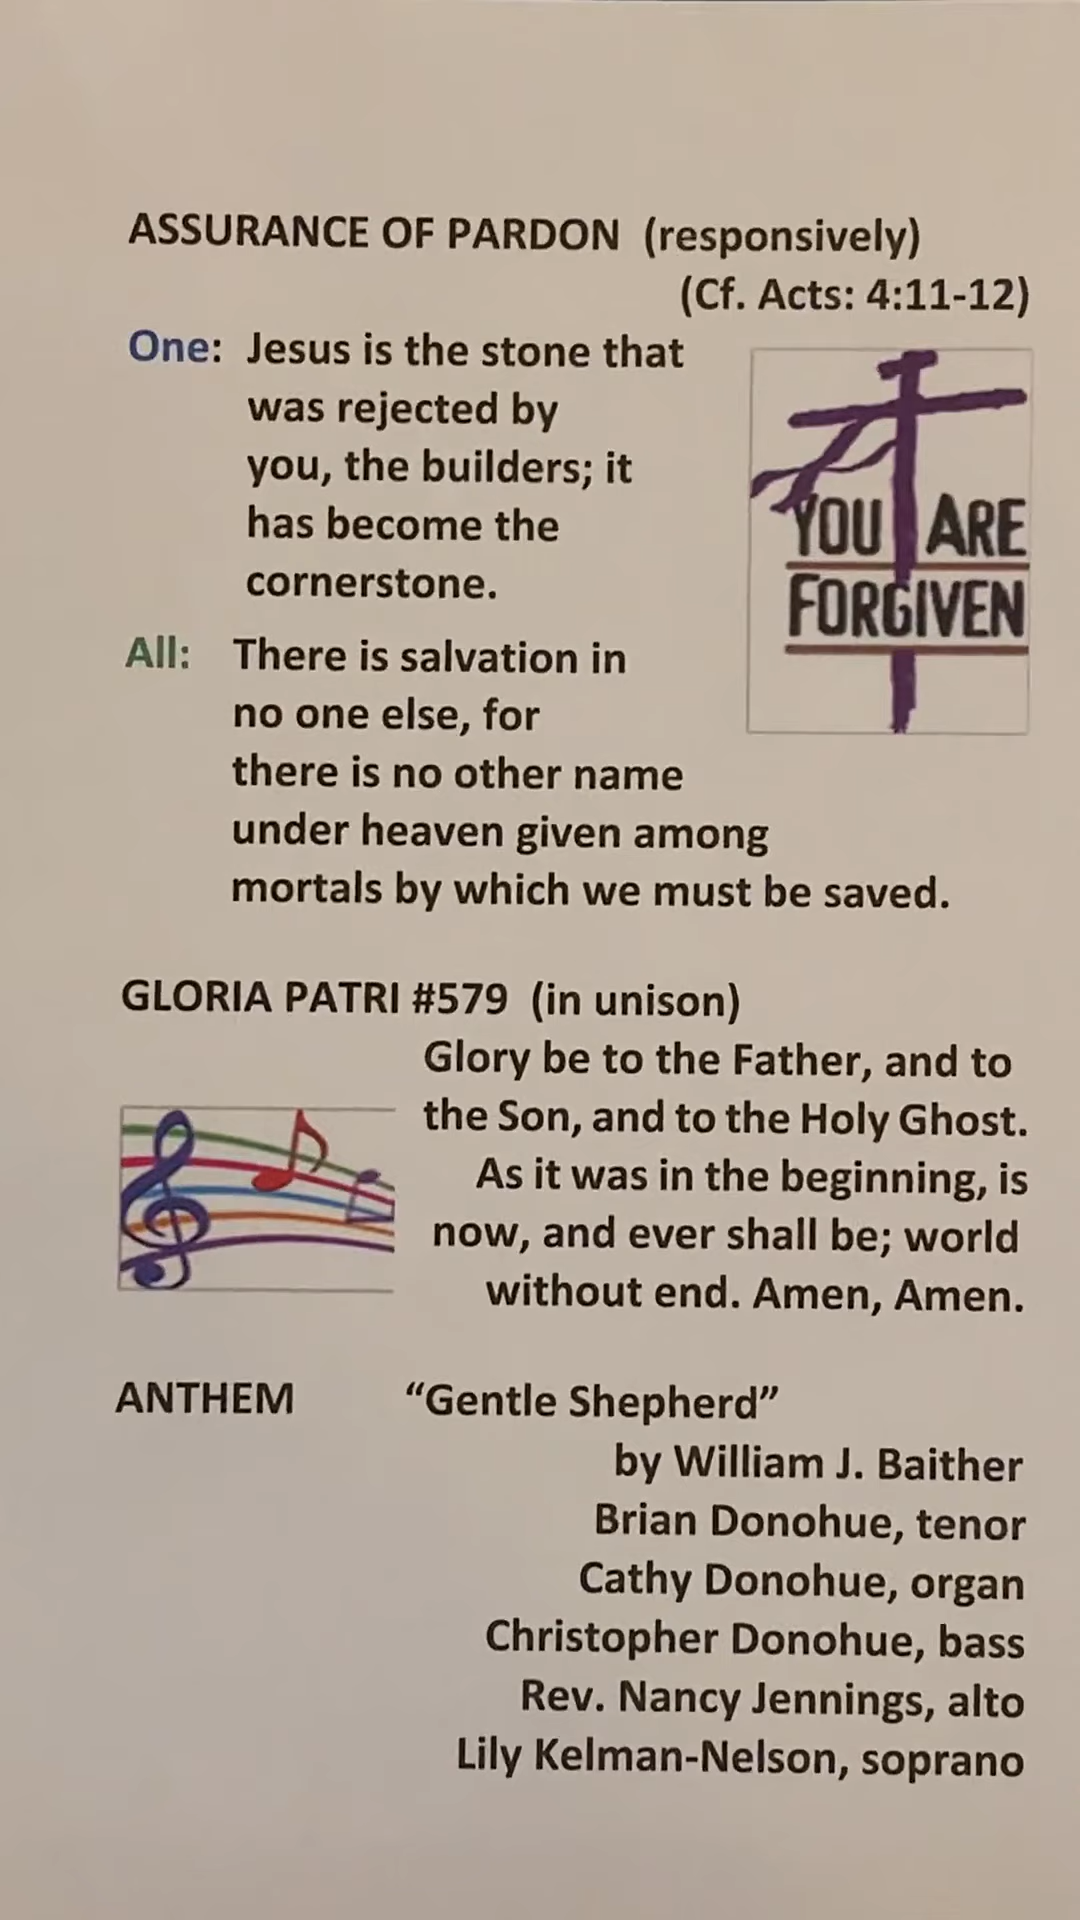 ASSURANCE OF PARDON (responsively)
(Cf. Acts: 4:11-12)
One: Jesus is the stone that
was rejected by
you, the builders; it
has become the
cornerstone.
YOU ARE
FORGIVEN
All: There is salvation in
no one else, for
there is no other name
under heaven given among
mortals by which we must be saved.
GLORIA PATRI #579 (in unison)
Glory be to the Father, and to
the Son, and to the Holy Ghost.
As it was in the beginning, is
now, and ever shall be; world
without end. Amen, Amen.
ANTHEM “Gentle Shepherd”
by William J. Baither
Brian Donohue, tenor
Cathy Donohue, organ
Christopher Donohue, bass
Rev. Nancy Jennings, alto
Lily Kelman-Nelson, soprano